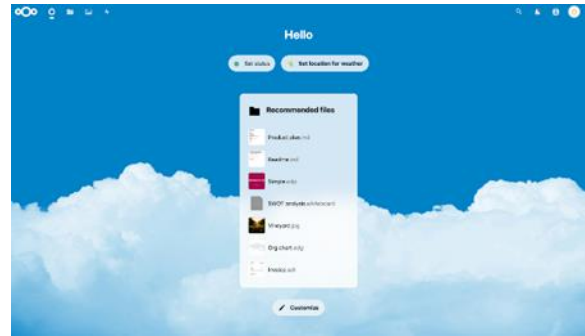 Hello
Set status
Set location for weather
Recommended files
Product plan.md
Readme.md
Simple.odp
SWOT analysis.whiteboard
Vineyard.jpg
Org chart.odg
Invoice.odt
Customize